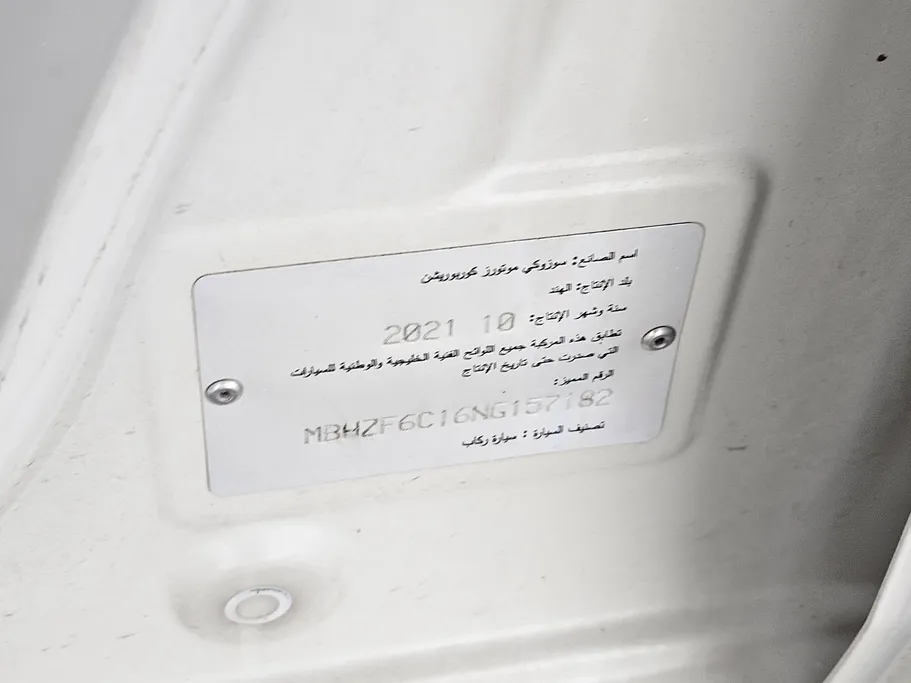 اسم الصانع: سوزوكي موتورز كوربوريشن
بلد الإنتاج: الهند
سنة وشهر الإنتاج: 2021 10
تطابق هذه المركبة جميع اللوائح الفنية الخليجية والوطنية للسيارات
التي صدرت حتى تاريخ الإنتاج
الرقم المميز:
MBHZF6C16NG157182
تصنيف السيارة : سيارة ركاب